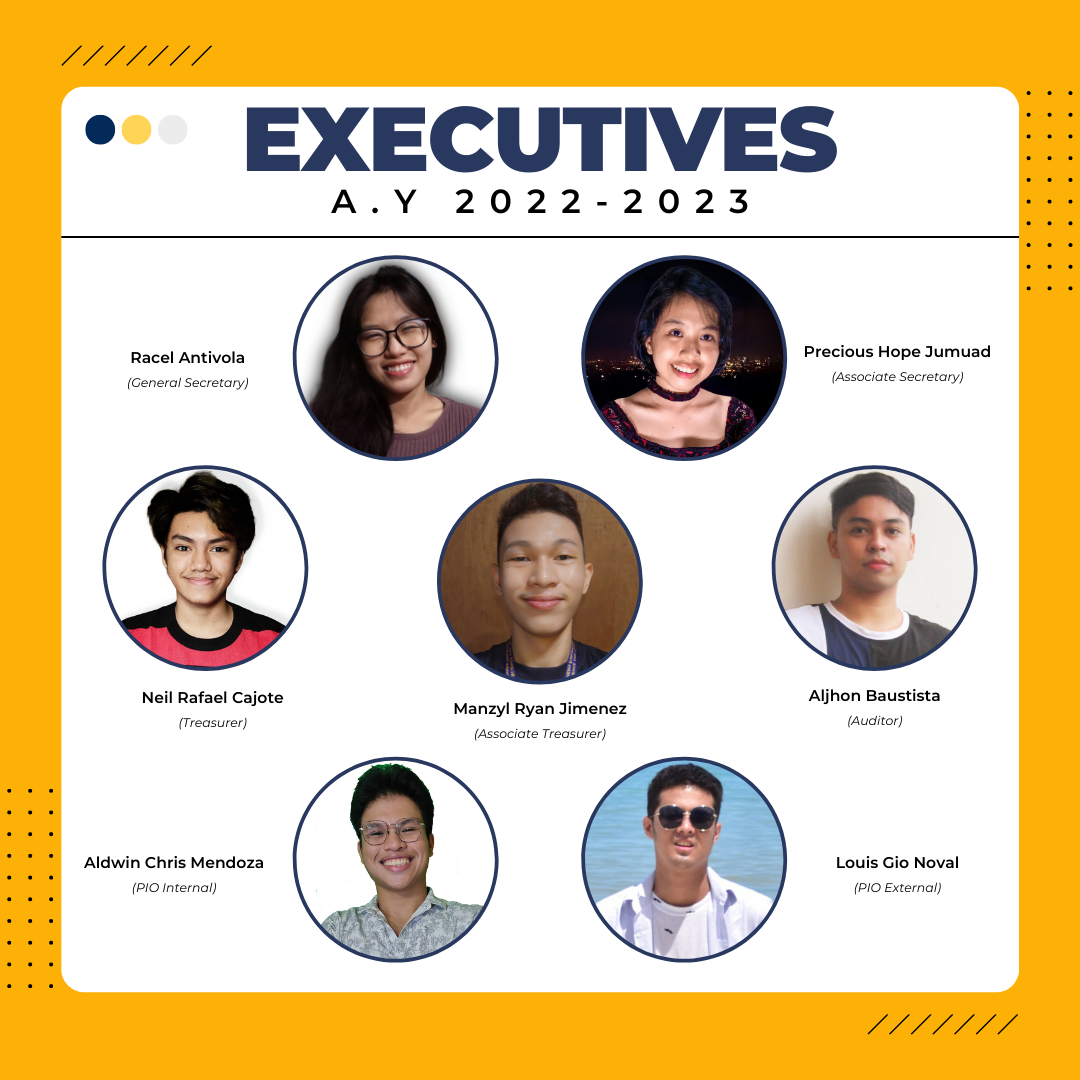 EXECUTIVES
A.Y 2022-2023
Racel Antivola
(General Secretary)
Precious Hope Jumuad
(Associate Secretary)
Neil Rafael Cajote
(Treasurer)
Manzyl Ryan Jimenez
(Associate Treasurer)
Aljhon Baustista
(Auditor)
Aldwin Chris Mendoza
(PIO Internal)
Louis Gio Noval
(PIO External)